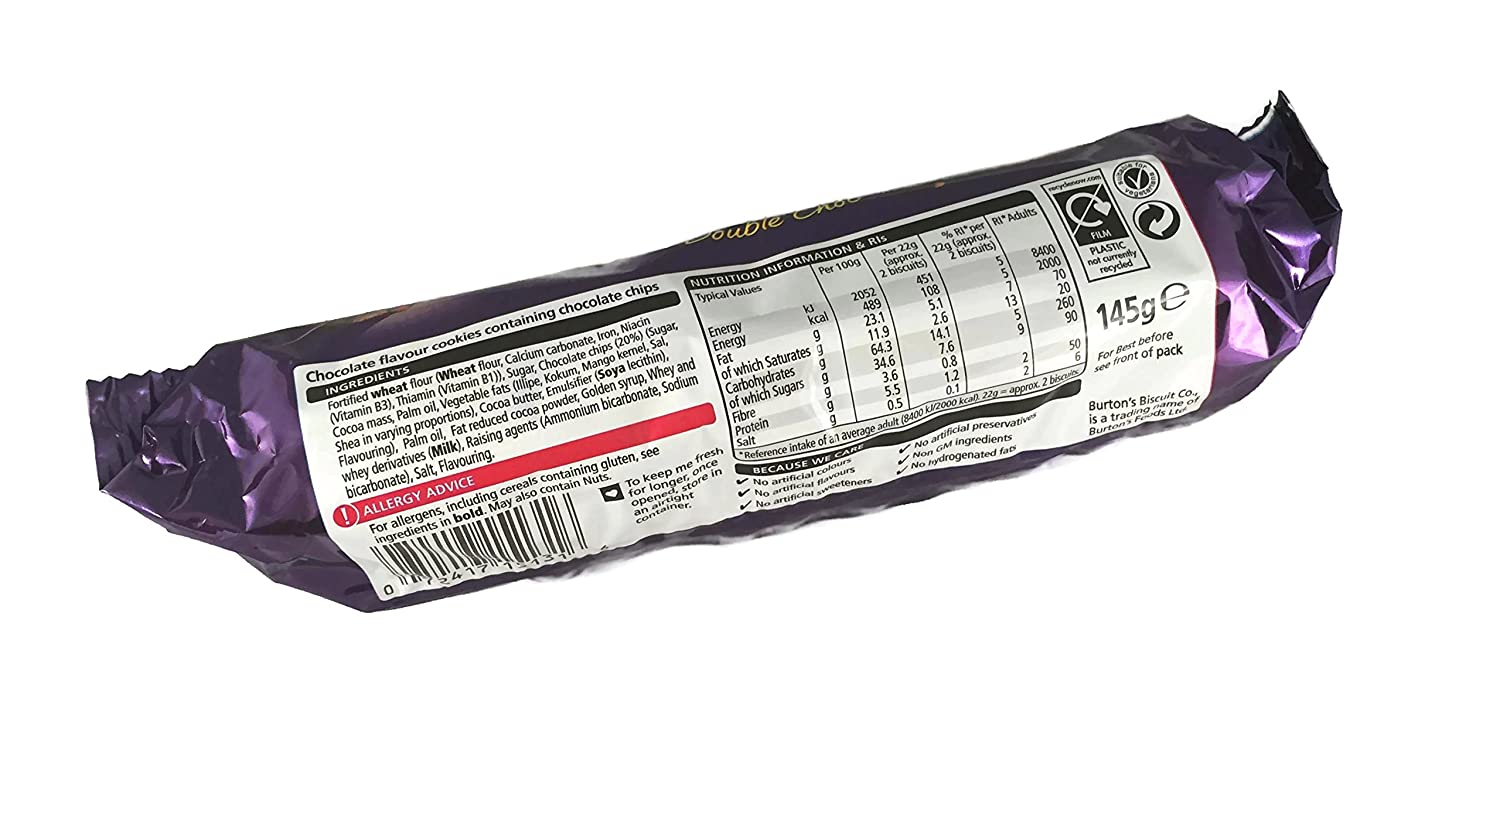 Double
Chocolate flavour cookies containing chocolate chips
INGREDIENTS
Fortified wheat flour (Wheat flour, Calcium carbonate, Iron, Niacin
(Vitamin B3), Thiamin (Vitamin B1)), Sugar, Chocolate chips (20%) (Sugar,
Cocoa mass, Palm oil, Vegetable fats (Illipe, Kokum, Mango kernel, Sal,
Shea in varying proportions), Cocoa butter, Emulsifier (Soya lecithin),
Flavouring), Palm oil, Fat reduced cocoa powder, Golden syrup, Whey and
whey derivatives (Milk), Raising agents (Ammonium bicarbonate, Sodium
bicarbonate), Salt, Flavouring.
! ALLERGY ADVICE
For allergens, including cereals containing gluten, see
ingredients in bold. May also contain Nuts.
To keep me fresh
for longer, once
opened, store in
an airtight
container.
NUTRITION INFORMATION & RIs
Typical Values Per 100g Per 22g (approx. 2 biscuits) % RI* per 22g (approx. 2 biscuits) RI* Adults
Energy kJ 2052 451 5 8400
Energy kcal 489 108 5 2000
Fat g 23.1 5.1 7 70
of which Saturates g 11.9 2.6 13 20
Carbohydrates g 64.3 14.1 5 260
of which Sugars g 34.6 7.6 9 90
Fibre g 3.6 0.8
Protein g 5.5 1.2 2 50
Salt g 0.5 0.1 2 6
*Reference intake of an average adult (8400 kJ/2000 kcal). 22g = approx. 2 biscuits
BECAUSE WE CARE
No artificial colours
No artificial flavours
No artificial sweeteners
No artificial preservatives
Non GM ingredients
No hydrogenated fats
recyclenow.com
FILM
PLASTIC
not currently
recycled
suitable for vegetarians
145g e
For Best before
see front of pack
Burton's Biscuit Co.,
is a trading name of
Burton's Foods Ltd.